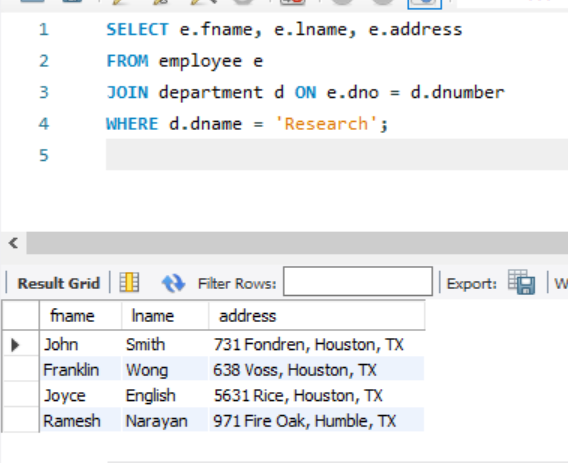 1 SELECT e.fname, e.lname, e.address
2 FROM employee e
3 JOIN department d ON e.dno = d.dnumber
4 WHERE d.dname = 'Research';
5
Result Grid Filter Rows: Export: W
fname lname address
John Smith 731 Fondren, Houston, TX
Franklin Wong 638 Voss, Houston, TX
Joyce English 5631 Rice, Houston, TX
Ramesh Narayan 971 Fire Oak, Humble, TX